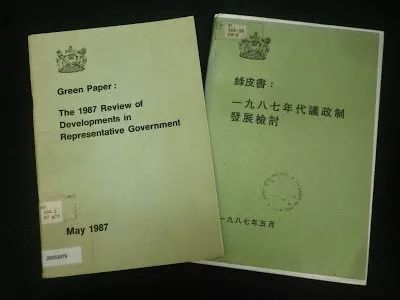 Green Paper:
The 1987 Review of
Developments in
Representative Government
May 1987
綠皮書:
一九八七年代議政制
發展檢討
一九八七年五月